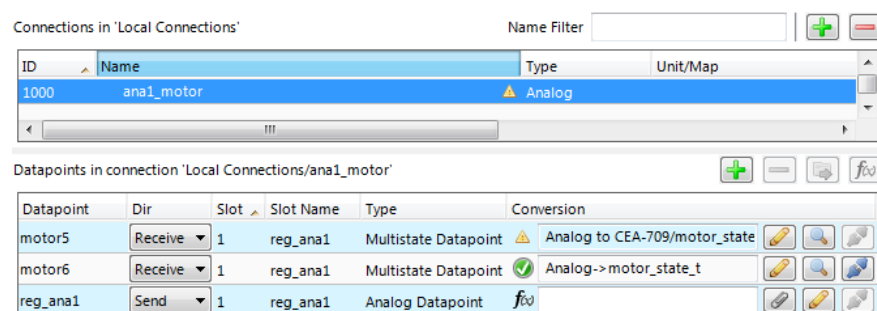 Connections in 'Local Connections' Name Filter
ID Name Type Unit/Map
1000 ana1_motor Analog
Datapoints in connection 'Local Connections/ana1_motor'
f(x)
Datapoint Dir Slot Slot Name Type Conversion
motor5 Receive 1 reg_ana1 Multistate Datapoint Analog to CEA-709/motor_state
motor6 Receive 1 reg_ana1 Multistate Datapoint Analog->motor_state_t
reg_ana1 Send 1 reg_ana1 Analog Datapoint f(x)